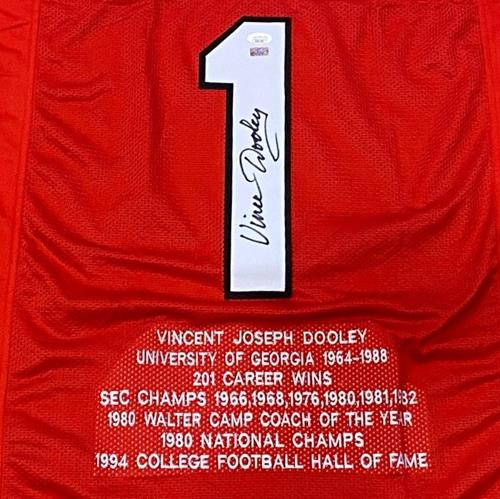 1
Vince Dooley
VINCENT JOSEPH DOOLEY
UNIVERSITY OF GEORGIA 1964-1988
201 CAREER WINS
SEC CHAMPS 1966,1968,1976,1980,1981,1982
1980 WALTER CAMP COACH OF THE YEAR
1980 NATIONAL CHAMPS
1994 COLLEGE FOOTBALL HALL OF FAME